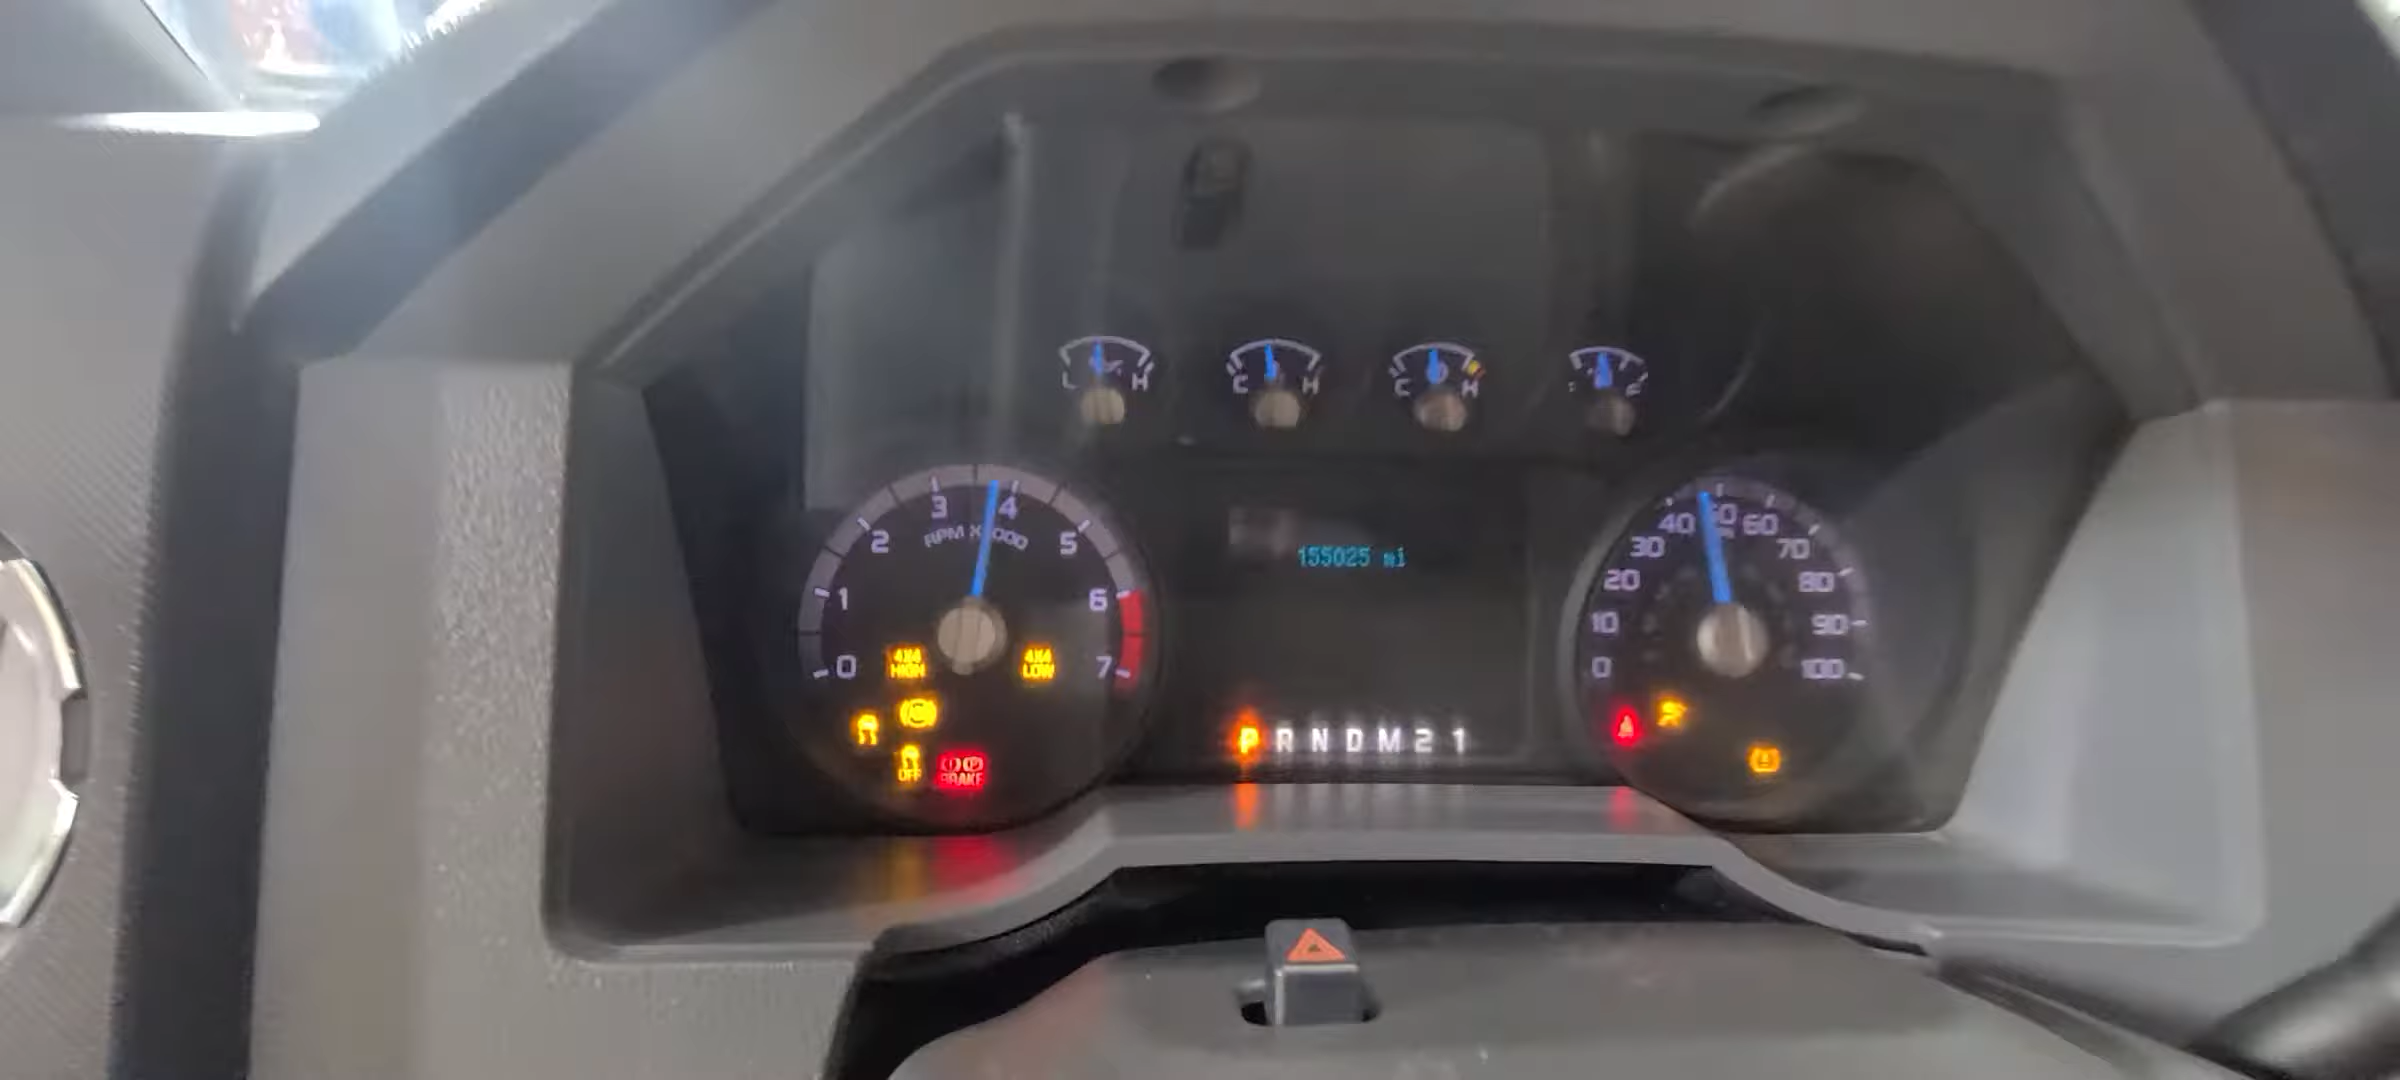 L H
C H
C H
0 1 2 3 4 5 6 7
RPM X1000
4X4 HIGH
4X4 LOW
OFF
BRAKE
155025 mi
P R N D M 2 1
0 10 20 30 40 50 60 70 80 90 100